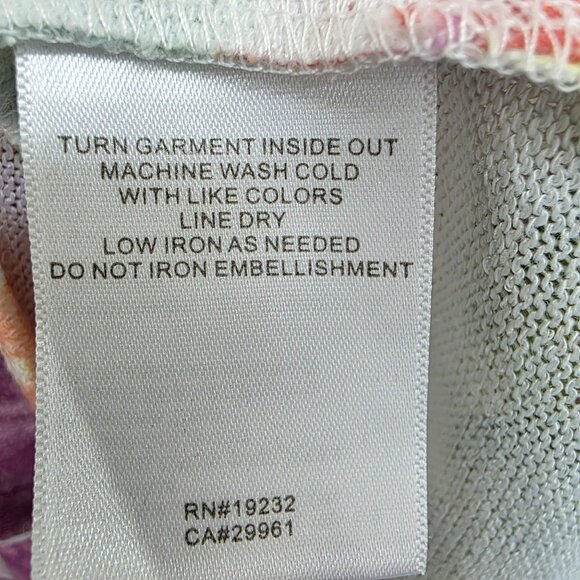 TURN GARMENT INSIDE OUT
MACHINE WASH COLD
WITH LIKE COLORS
LINE DRY
LOW IRON AS NEEDED
DO NOT IRON EMBELLISHMENT
RN#19232
CA#29961